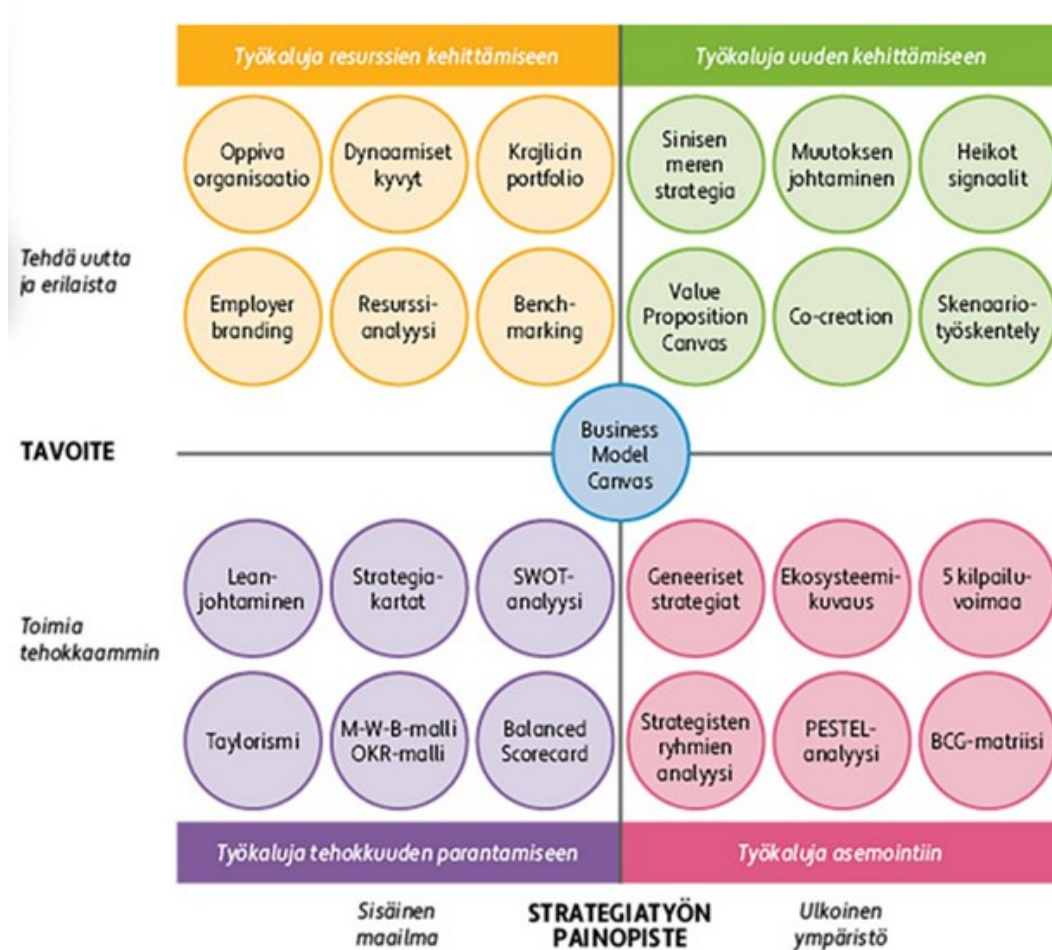 Työkaluja resurssien kehittämiseen
Työkaluja uuden kehittämiseen
Oppiva
organisaatio
Dynaamiset
kyvyt
Krajlicin
portfolio
Sinisen
meren
strategia
Muutoksen
johtaminen
Heikot
signaalit
Tehdä uutta
ja erilaista
Employer
branding
Resurssi-
analyysi
Bench-
marking
Value
Proposition
Canvas
Co-creation
Skenaario-
työskentely
TAVOITE
Business
Model
Canvas
Lean-
johtaminen
Strategia-
kartat
SWOT-
analyysi
Geneeriset
strategiat
Ekosysteemi-
kuvaus
5 kilpailu-
voimaa
Toimia
tehokkaammin
Taylorismi
M-W-B-malli
OKR-malli
Balanced
Scorecard
Strategisten
ryhmien
analyysi
PESTEL-
analyysi
BCG-matriisi
Työkaluja tehokkuuden parantamiseen
Työkaluja asemointiin
Sisäinen
maailma
STRATEGIATYÖN
PAINOPISTE
Ulkoinen
ympäristö